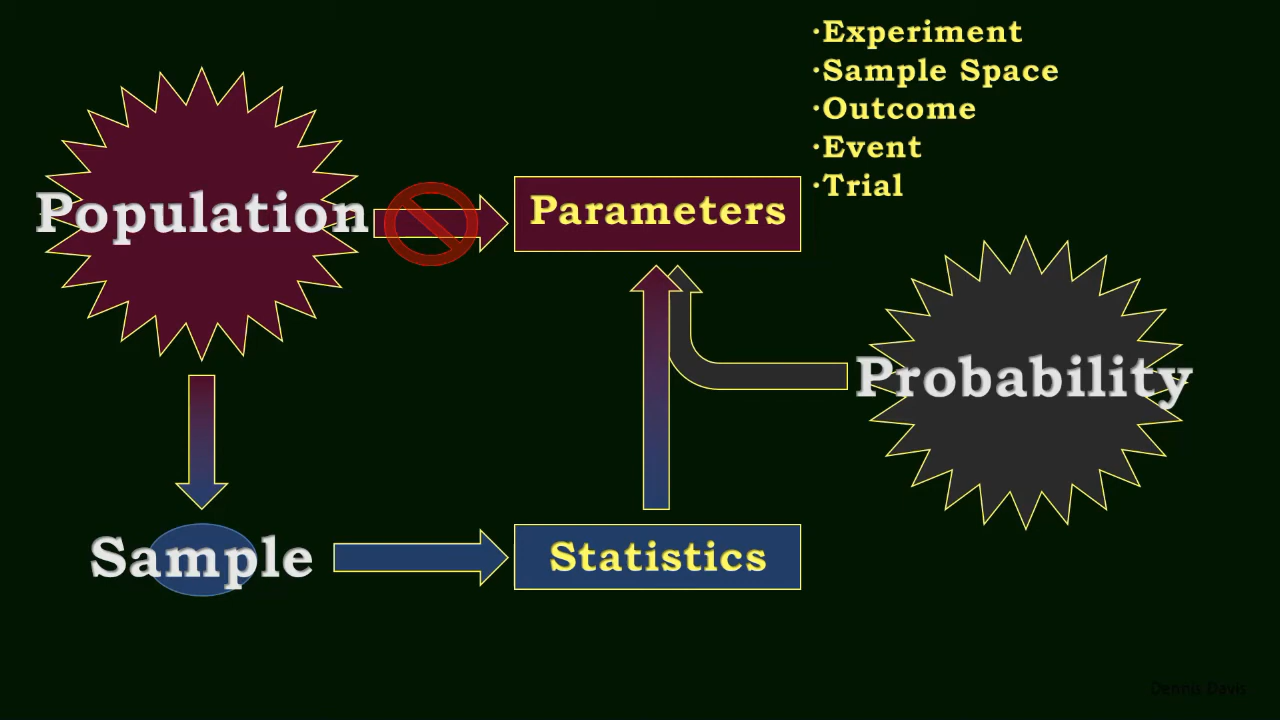 ·Experiment
·Sample Space
·Outcome
·Event
·Trial
Population
Parameters
Probability
Sample
Statistics
Dennis Davis